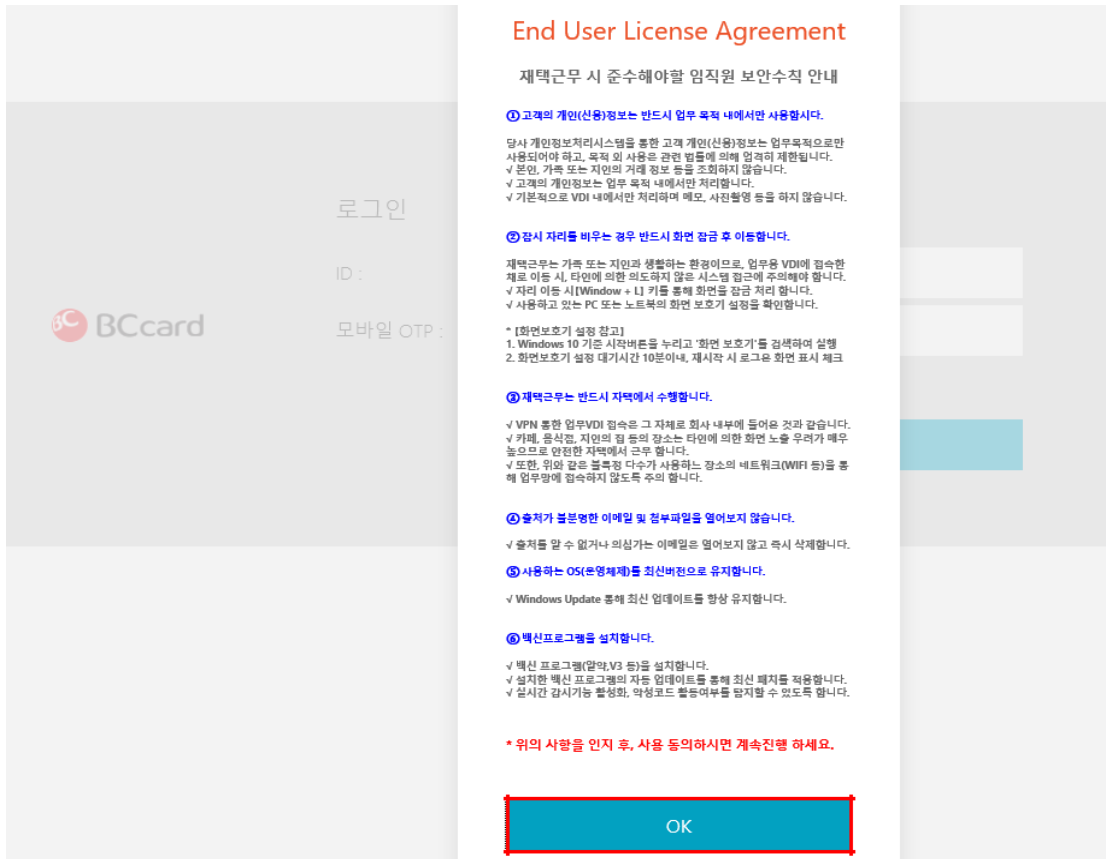 End User License Agreement
재택근무 시 준수해야할 임직원 보안수칙 안내
① 고객의 개인(신용)정보는 반드시 업무 목적 내에서만 사용합시다.
당사 개인정보처리시스템을 통한 고객 개인(신용)정보는 업무목적으로만
사용되어야 하고, 목적 외 사용은 관련 법률에 의해 엄격히 제한됩니다.
√ 본인, 가족 또는 지인의 거래 정보 등을 조회하지 않습니다.
√ 고객의 개인정보는 업무 목적 내에서만 처리합니다.
√ 기본적으로 VDI 내에서만 처리하며 메모, 사진촬영 등을 하지 않습니다.
② 잠시 자리를 비우는 경우 반드시 화면 잠금 후 이동합니다.
재택근무는 가족 또는 지인과 생활하는 환경이므로, 업무용 VDI에 접속한
채로 이동 시, 타인에 의한 의도하지 않은 시스템 접근에 주의해야 합니다.
√ 자리 이동 시[Window + L] 키를 통해 화면을 잠금 처리 합니다.
√ 사용하고 있는 PC 또는 노트북의 화면 보호기 설정을 확인합니다.
* [화면보호기 설정 참고]
1. Windows 10 기준 시작버튼을 누리고 '화면 보호기'를 검색하여 실행
2. 화면보호기 설정 대기시간 10분이내, 재시작 시 로그온 화면 표시 체크
③ 재택근무는 반드시 자택에서 수행합니다.
√ VPN 통한 업무VDI 접속은 그 자체로 회사 내부에 들어온 것과 같습니다.
√ 카페, 음식점, 지인의 집 등의 장소는 타인에 의한 화면 노출 우려가 매우
높으므로 안전한 자택에서 근무 합니다.
√ 또한, 위와 같은 불특정 다수가 사용하느 장소의 네트워크(WIFI 등)을 통
해 업무망에 접속하지 않도록 주의 합니다.
④ 출처가 불분명한 이메일 및 첨부파일을 열어보지 않습니다.
√ 출처를 알 수 없거나 의심가는 이메일은 열어보지 않고 즉시 삭제합니다.
⑤ 사용하는 OS(운영체제)를 최신버전으로 유지합니다.
√ Windows Update 통해 최신 업데이트를 항상 유지합니다.
⑥ 백신프로그램을 설치합니다.
√ 백신 프로그램(알약,V3 등)을 설치합니다.
√ 설치한 백신 프로그램의 자동 업데이트를 통해 최신 패치를 적용합니다.
√ 실시간 감시기능 활성화, 악성코드 활동여부를 탐지할 수 있도록 합니다.
* 위의 사항을 인지 후, 사용 동의하시면 계속진행 하세요.
OK
로그인
ID :
모바일 OTP :
BC BCcard